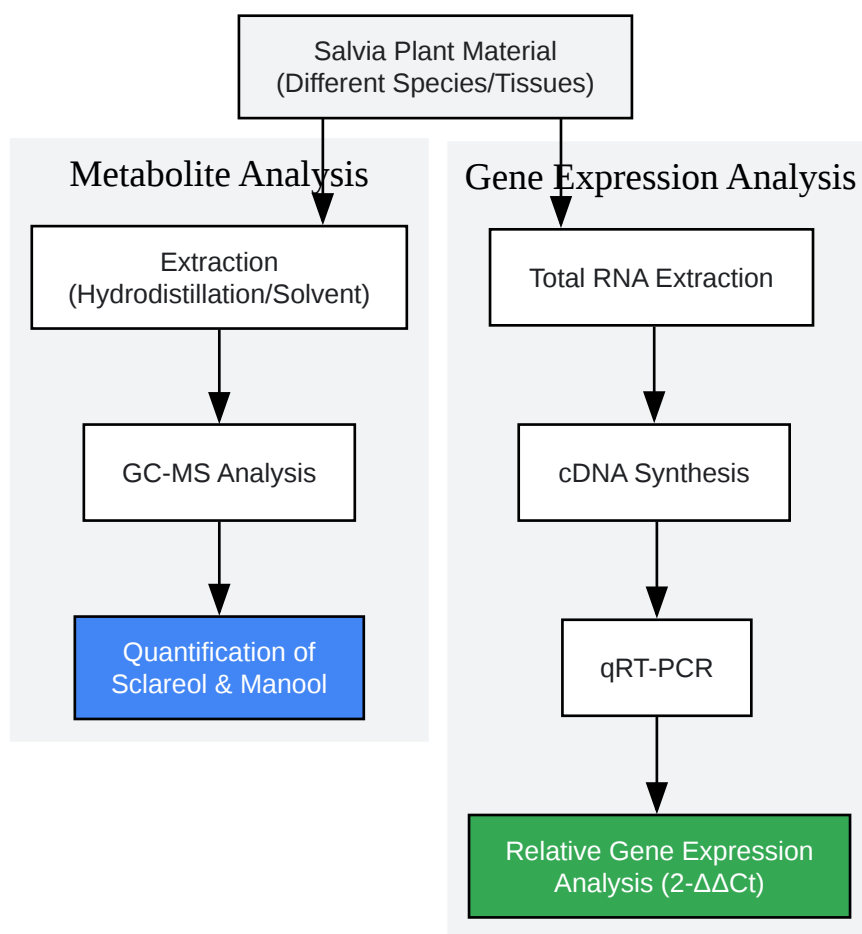 Salvia Plant Material
(Different Species/Tissues)
Metabolite Analysis
Extraction
(Hydrodistillation/Solvent)
GC-MS Analysis
Quantification of
Sclareol & Manool
Gene Expression Analysis
Total RNA Extraction
cDNA Synthesis
qRT-PCR
Relative Gene Expression
Analysis (2-ΔΔCt)